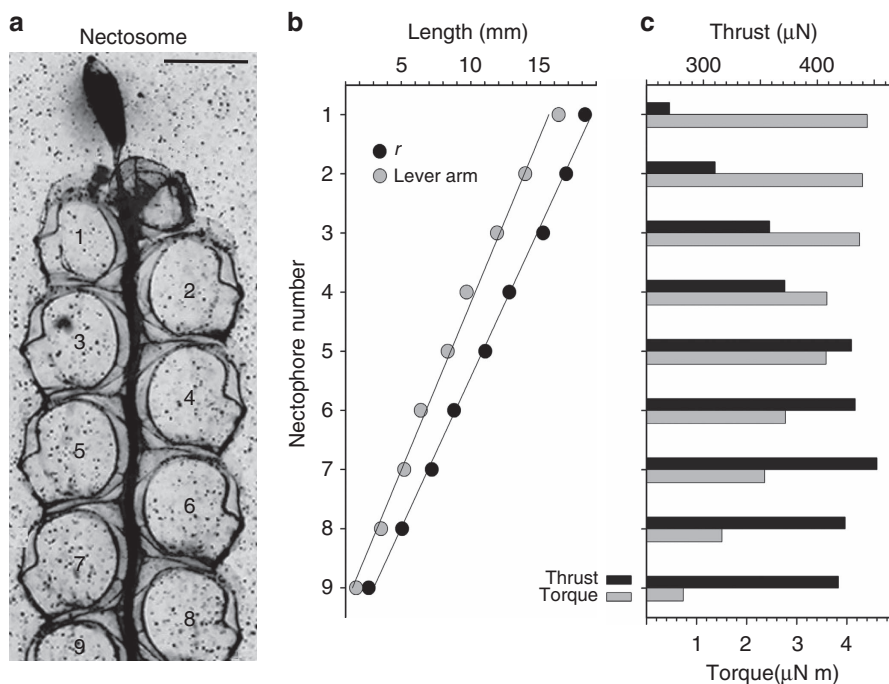 a
Nectosome
1
2
3
4
5
6
7
8
9
b
Length (mm)
5 10 15
1
2
3
4
5
6
7
8
9
Nectophore number
r
Lever arm
c
Thrust (μN)
300 400
Thrust
Torque
1 2 3 4
Torque(μN m)